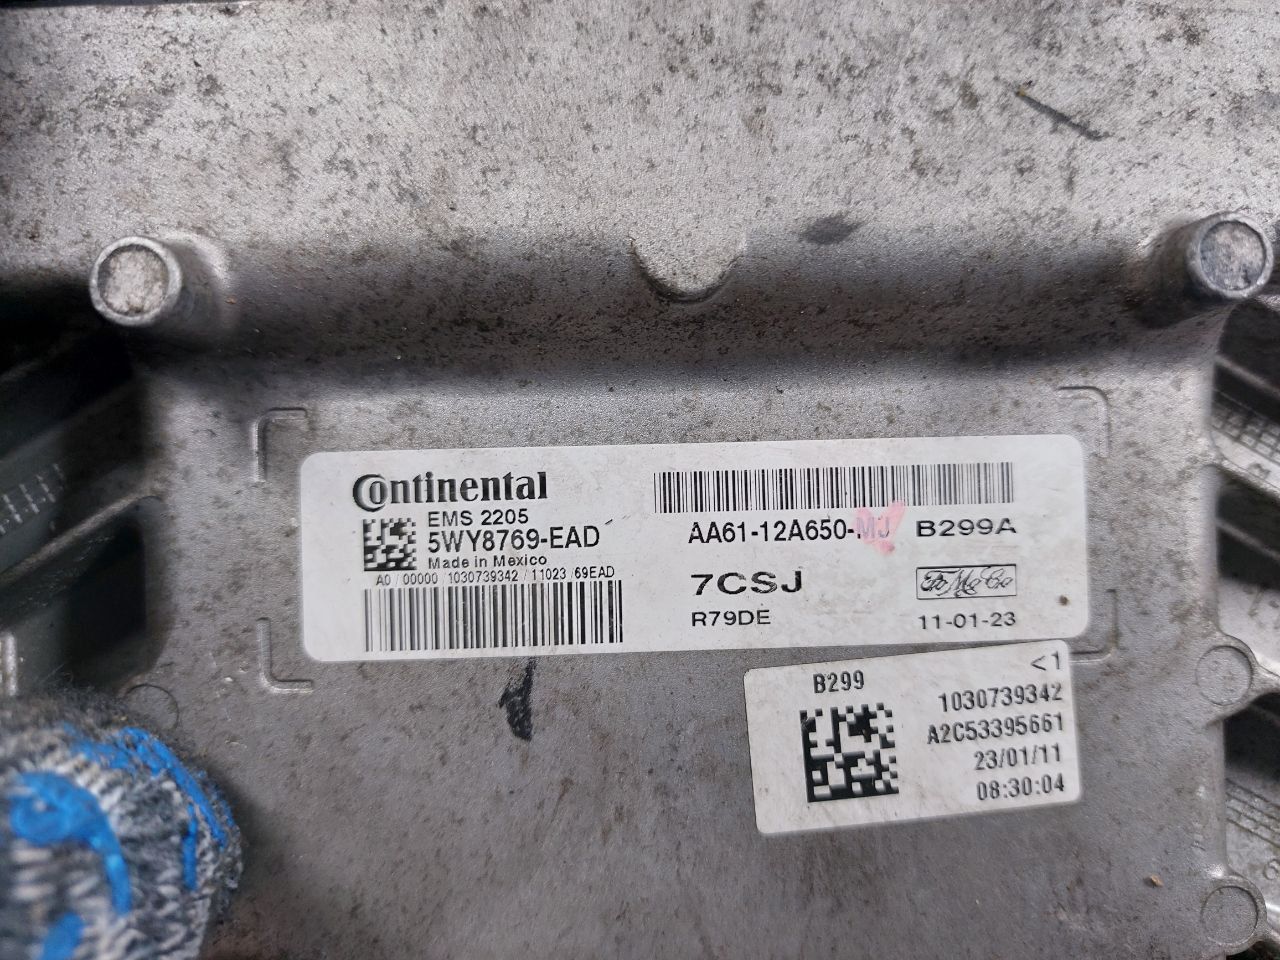 Continental
EMS 2205
5WY8769-EAD
Made in Mexico
A0 / 00000 / 1030739342 / 11023 / 69EAD
AA61-12A650-MJ B299A
7CSJ
FoMoCo
R79DE
11-01-23
<1
B299
1030739342
A2C53395661
23/01/11
08:30:04